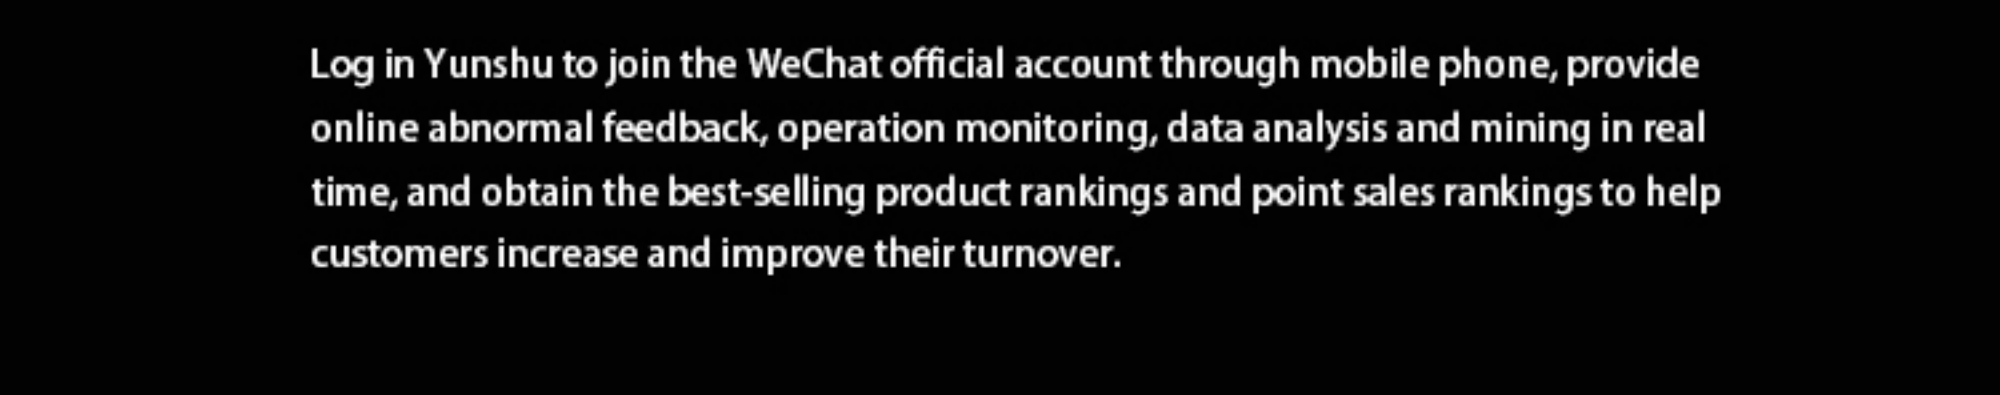 Log in Yunshu to join the WeChat official account through mobile phone, provide
online abnormal feedback, operation monitoring, data analysis and mining in real
time, and obtain the best-selling product rankings and point sales rankings to help
customers increase and improve their turnover.